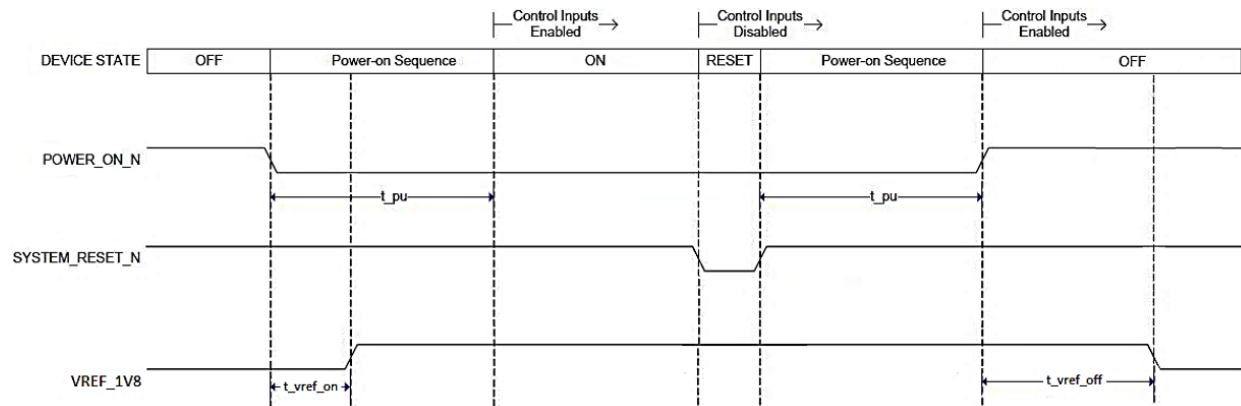 Control Inputs
Enabled
Control Inputs
Disabled
Control Inputs
Enabled
DEVICE STATE OFF Power-on Sequence ON RESET Power-on Sequence OFF
POWER_ON_N
t_pu t_pu
SYSTEM_RESET_N
VREF_1V8
t_vref_on t_vref_off